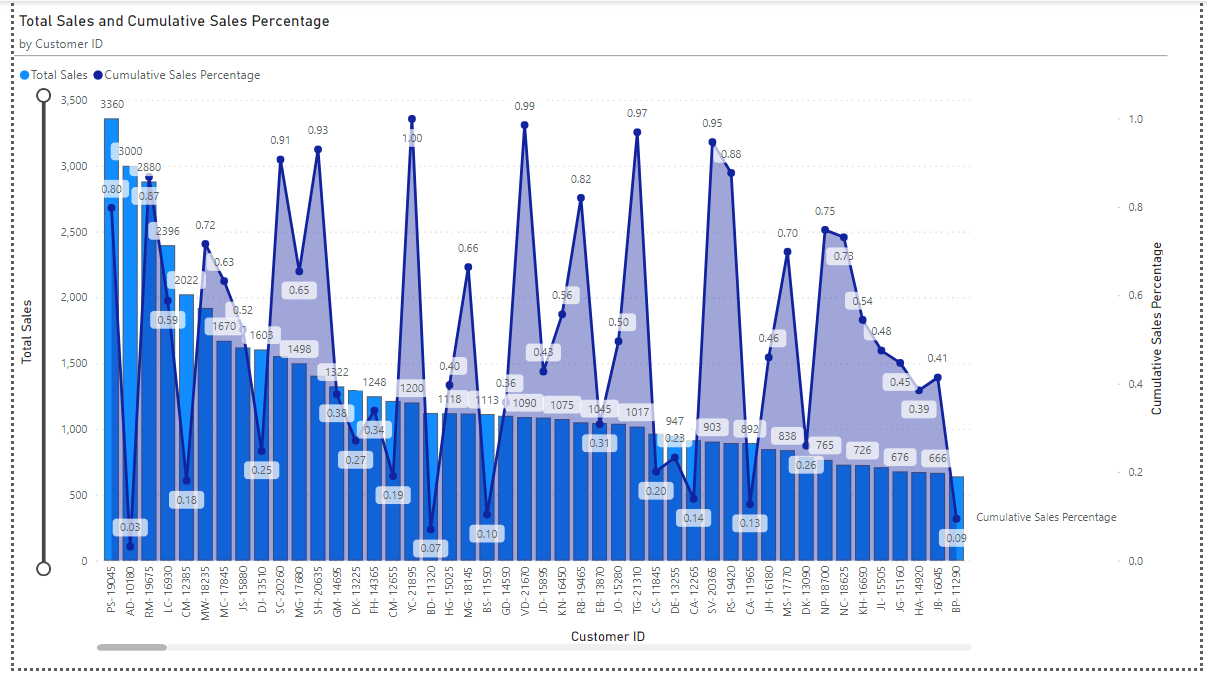 Total Sales and Cumulative Sales Percentage
by Customer ID
Total Sales Cumulative Sales Percentage
3,500
3,000
2,500
2,000
1,500
1,000
500
0
Total Sales
3360
3000
2880
2396
2022
1670
1603
1498
1322
1248
1200
1118
1113
1090
1075
1045
1017
947
903
892
838
765
726
676
666
0.80
0.03
0.87
0.59
0.18
0.72
0.63
0.52
0.25
0.91
0.65
0.93
0.38
0.27
0.34
0.19
1.00
0.07
0.40
0.66
0.10
0.36
0.99
0.43
0.56
0.82
0.31
0.50
0.97
0.20
0.23
0.14
0.95
0.88
0.13
0.46
0.70
0.26
0.75
0.73
0.54
0.48
0.45
0.39
0.41
0.09
1.0
0.8
0.6
0.4
0.2
0.0
Cumulative Sales Percentage
Cumulative Sales Percentage
PS-19045
AD-10180
RM-19675
LC-16930
CM-12385
MW-18235
MC-17845
JS-15880
DJ-13510
SC-20260
MG-17680
SH-20635
GM-14695
DK-13225
FH-14365
CM-12655
YC-21895
BD-11320
HG-15025
MG-18145
BS-11590
GD-14590
VD-21670
JD-15895
KN-16450
RB-19465
EB-13870
JO-15280
TG-21310
CS-11845
DE-13255
CA-12265
SV-20365
RS-19420
CA-11965
JH-16180
MS-17770
DK-13090
NP-18700
NC-18625
KH-16690
JL-15505
JG-15160
HA-14920
JB-16045
BP-11290
Customer ID